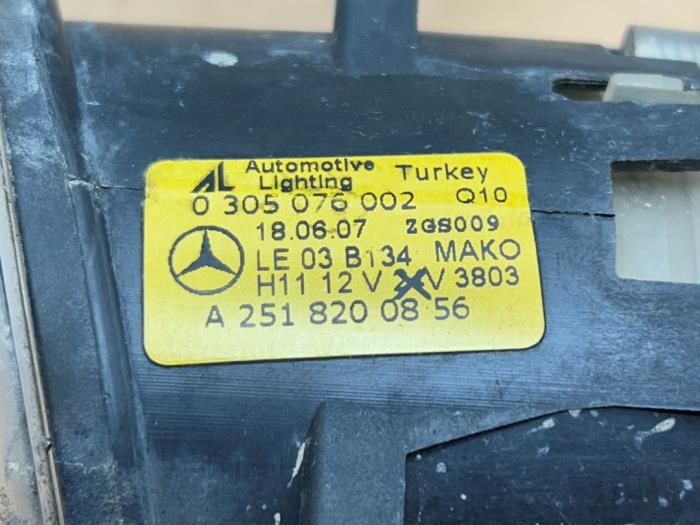 AL Automotive Lighting Turkey
0 305 076 002 Q10
18.06.07 ZGS009
LE 03 B134 MAKO
H11 12 V V 3803
A 251 820 08 56